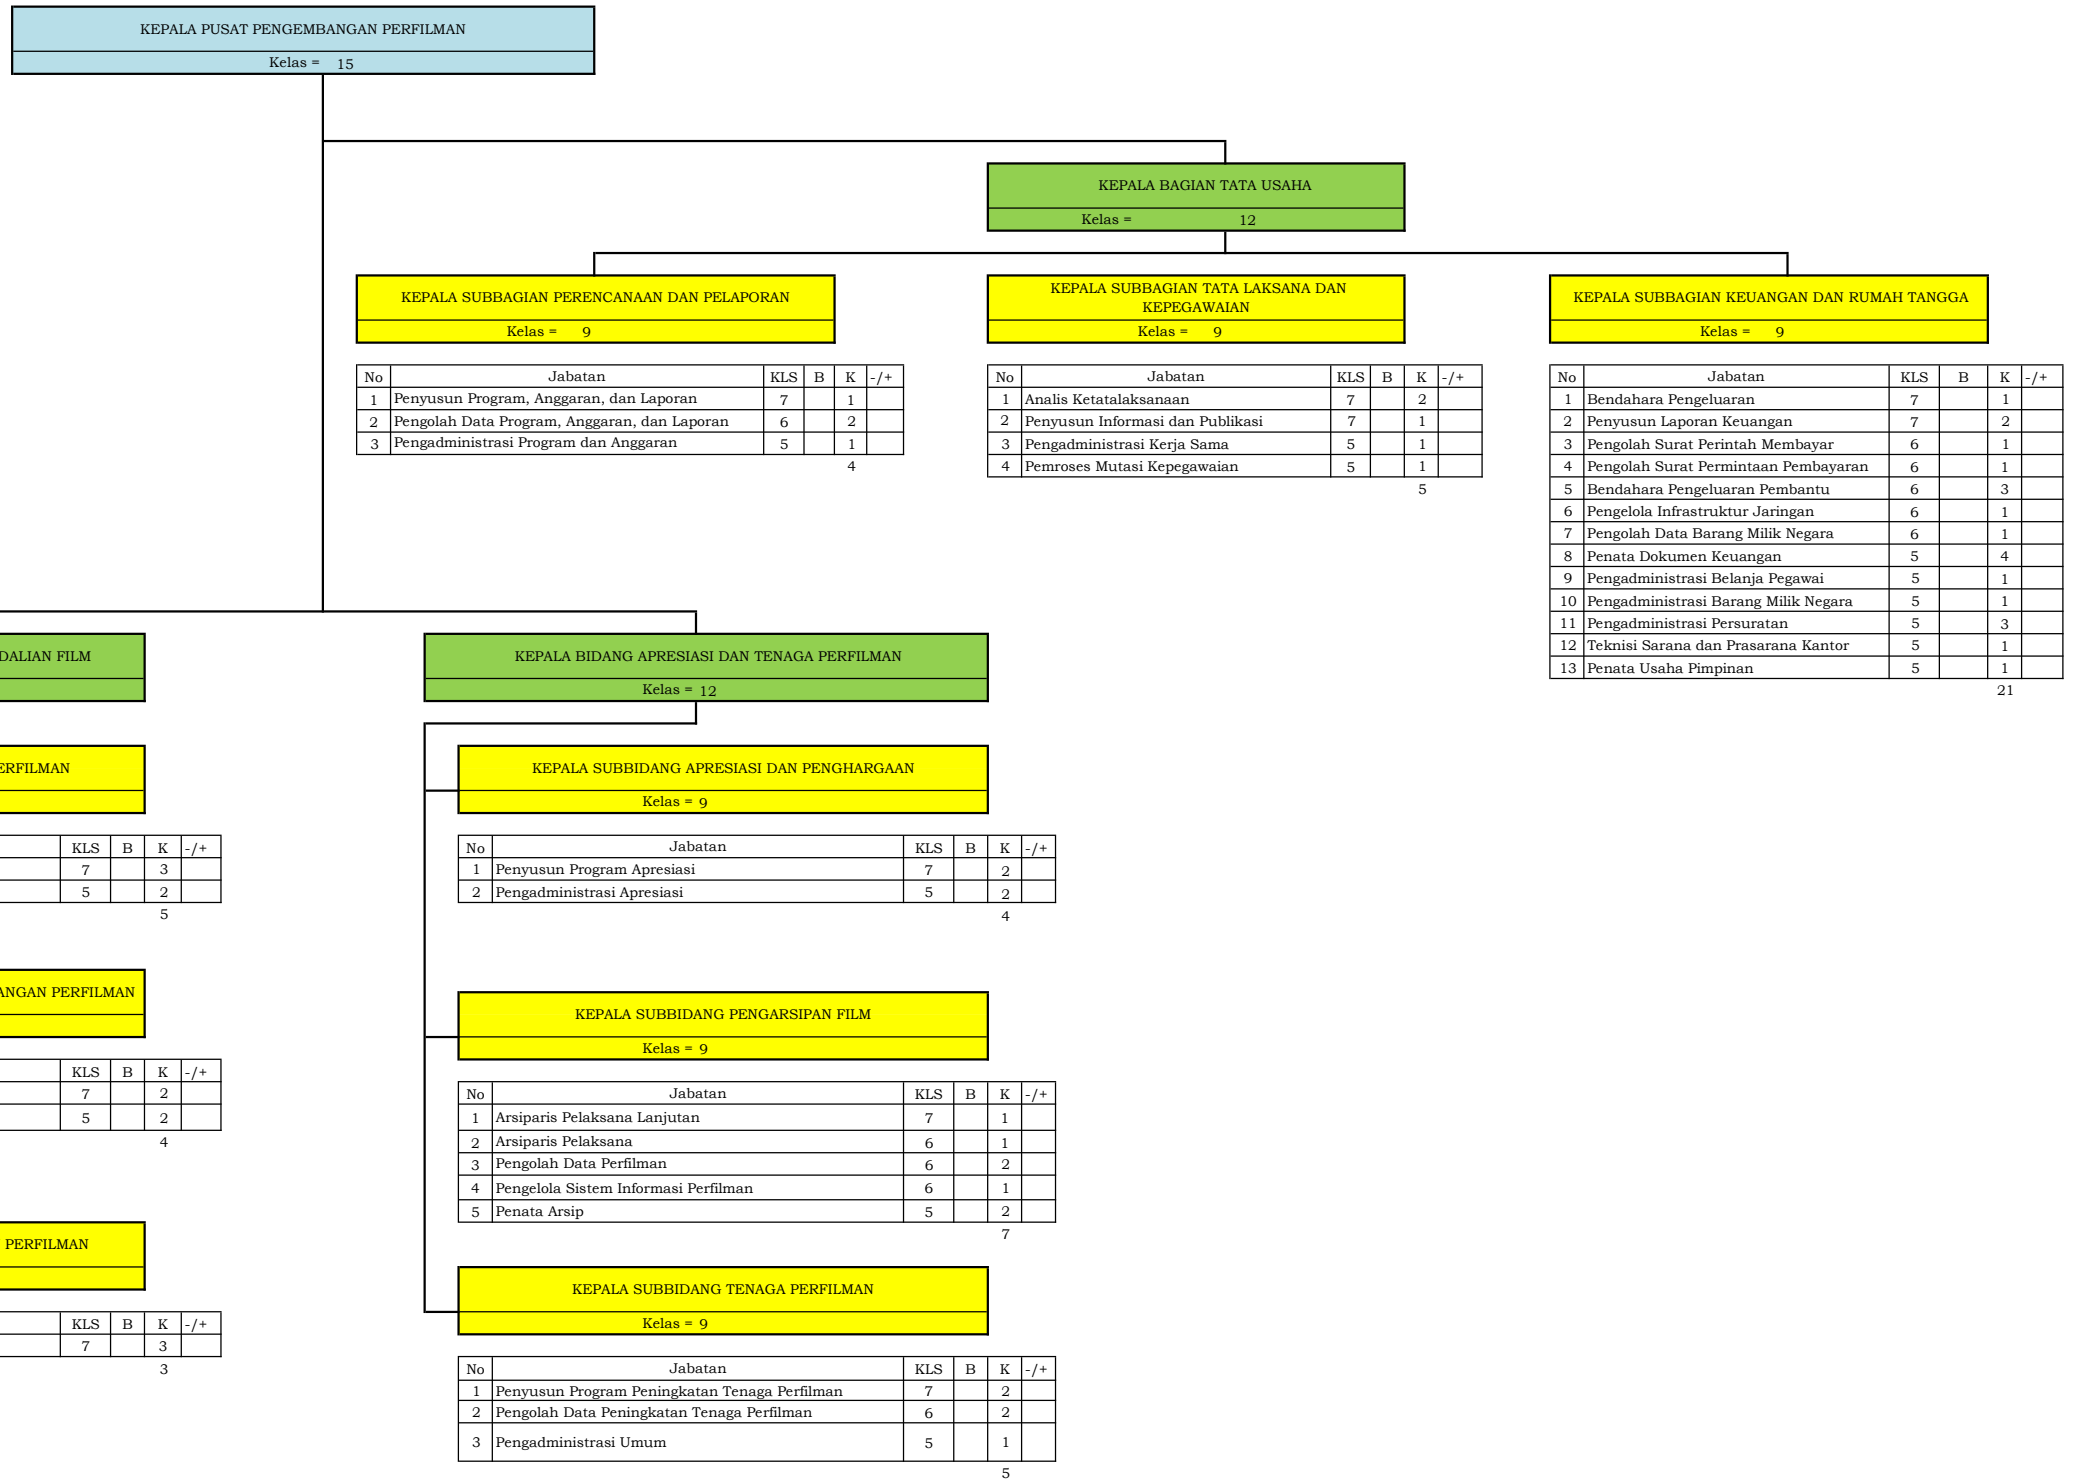 KEPALA PUSAT PENGEMBANGAN PERFILMAN
Kelas = 15
KEPALA BAGIAN TATA USAHA
Kelas = 12
KEPALA SUBBAGIAN PERENCANAAN DAN PELAPORAN
Kelas = 9
No Jabatan KLS B K -/+
1 Penyusun Program, Anggaran, dan Laporan 7 1
2 Pengolah Data Program, Anggaran, dan Laporan 6 2
3 Pengadministrasi Program dan Anggaran 5 1
4
KEPALA SUBBAGIAN TATA LAKSANA DAN
KEPEGAWAIAN
Kelas = 9
No Jabatan KLS B K -/+
1 Analis Ketatalaksanaan 7 2
2 Penyusun Informasi dan Publikasi 7 1
3 Pengadministrasi Kerja Sama 5 1
4 Pemroses Mutasi Kepegawaian 5 1
5
KEPALA SUBBAGIAN KEUANGAN DAN RUMAH TANGGA
Kelas = 9
No Jabatan KLS B K -/+
1 Bendahara Pengeluaran 7 1
2 Penyusun Laporan Keuangan 7 2
3 Pengolah Surat Perintah Membayar 6 1
4 Pengolah Surat Permintaan Pembayaran 6 1
5 Bendahara Pengeluaran Pembantu 6 3
6 Pengelola Infrastruktur Jaringan 6 1
7 Pengolah Data Barang Milik Negara 6 1
8 Penata Dokumen Keuangan 5 4
9 Pengadministrasi Belanja Pegawai 5 1
10 Pengadministrasi Barang Milik Negara 5 1
11 Pengadministrasi Persuratan 5 3
12 Teknisi Sarana dan Prasarana Kantor 5 1
13 Penata Usaha Pimpinan 5 1
21
DALIAN FILM
ERFILMAN
KLS B K -/+
7 3
5 2
5
ANGAN PERFILMAN
KLS B K -/+
7 2
5 2
4
PERFILMAN
KLS B K -/+
7 3
3
KEPALA BIDANG APRESIASI DAN TENAGA PERFILMAN
Kelas = 12
KEPALA SUBBIDANG APRESIASI DAN PENGHARGAAN
Kelas = 9
No Jabatan KLS B K -/+
1 Penyusun Program Apresiasi 7 2
2 Pengadministrasi Apresiasi 5 2
4
KEPALA SUBBIDANG PENGARSIPAN FILM
Kelas = 9
No Jabatan KLS B K -/+
1 Arsiparis Pelaksana Lanjutan 7 1
2 Arsiparis Pelaksana 6 1
3 Pengolah Data Perfilman 6 2
4 Pengelola Sistem Informasi Perfilman 6 1
5 Penata Arsip 5 2
7
KEPALA SUBBIDANG TENAGA PERFILMAN
Kelas = 9
No Jabatan KLS B K -/+
1 Penyusun Program Peningkatan Tenaga Perfilman 7 2
2 Pengolah Data Peningkatan Tenaga Perfilman 6 2
3 Pengadministrasi Umum 5 1
5